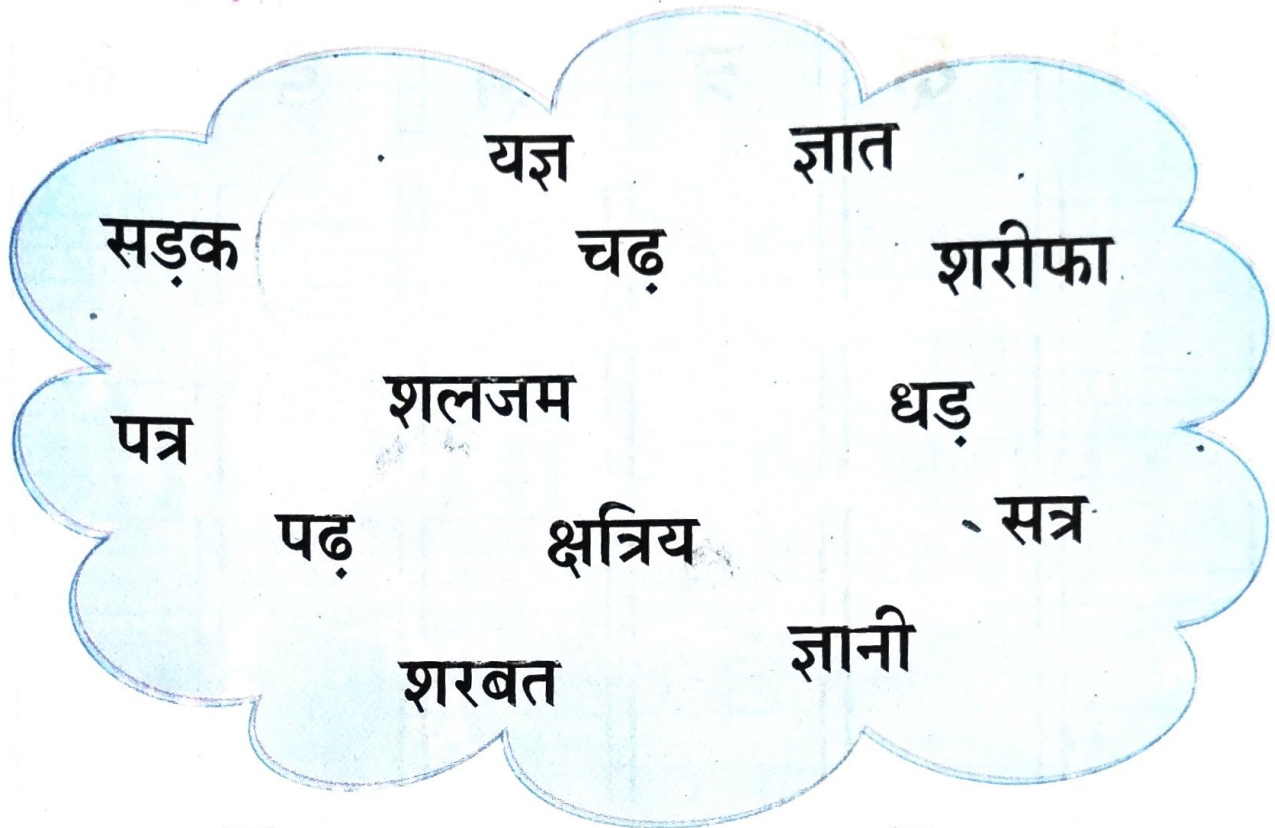 यज्ञ ज्ञात
सड़क चढ़ शरीफा
शलजम धड़
पत्र
पढ़ क्षत्रिय सत्र
शरबत ज्ञानी